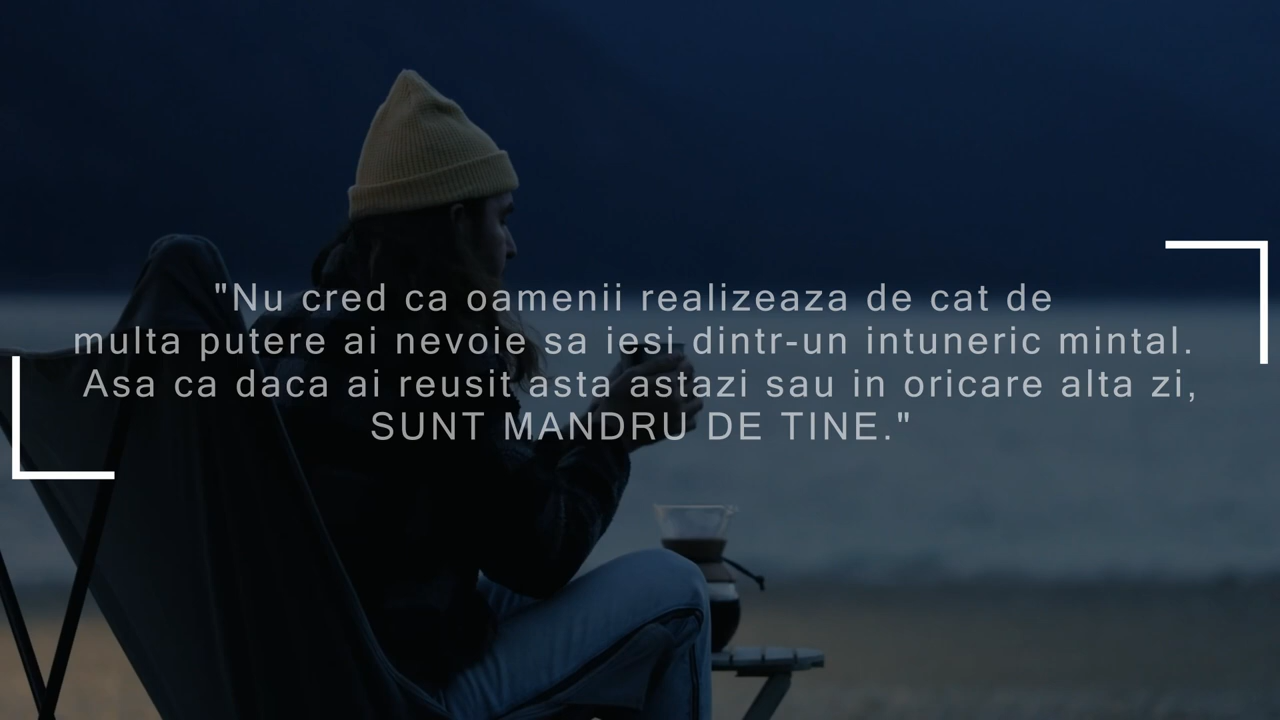 "Nu cred ca oamenii realizeaza de cat de
multa putere ai nevoie sa iesi dintr-un intuneric mintal.
Asa ca daca ai reusit asta astazi sau in oricare alta zi,
SUNT MANDRU DE TINE."